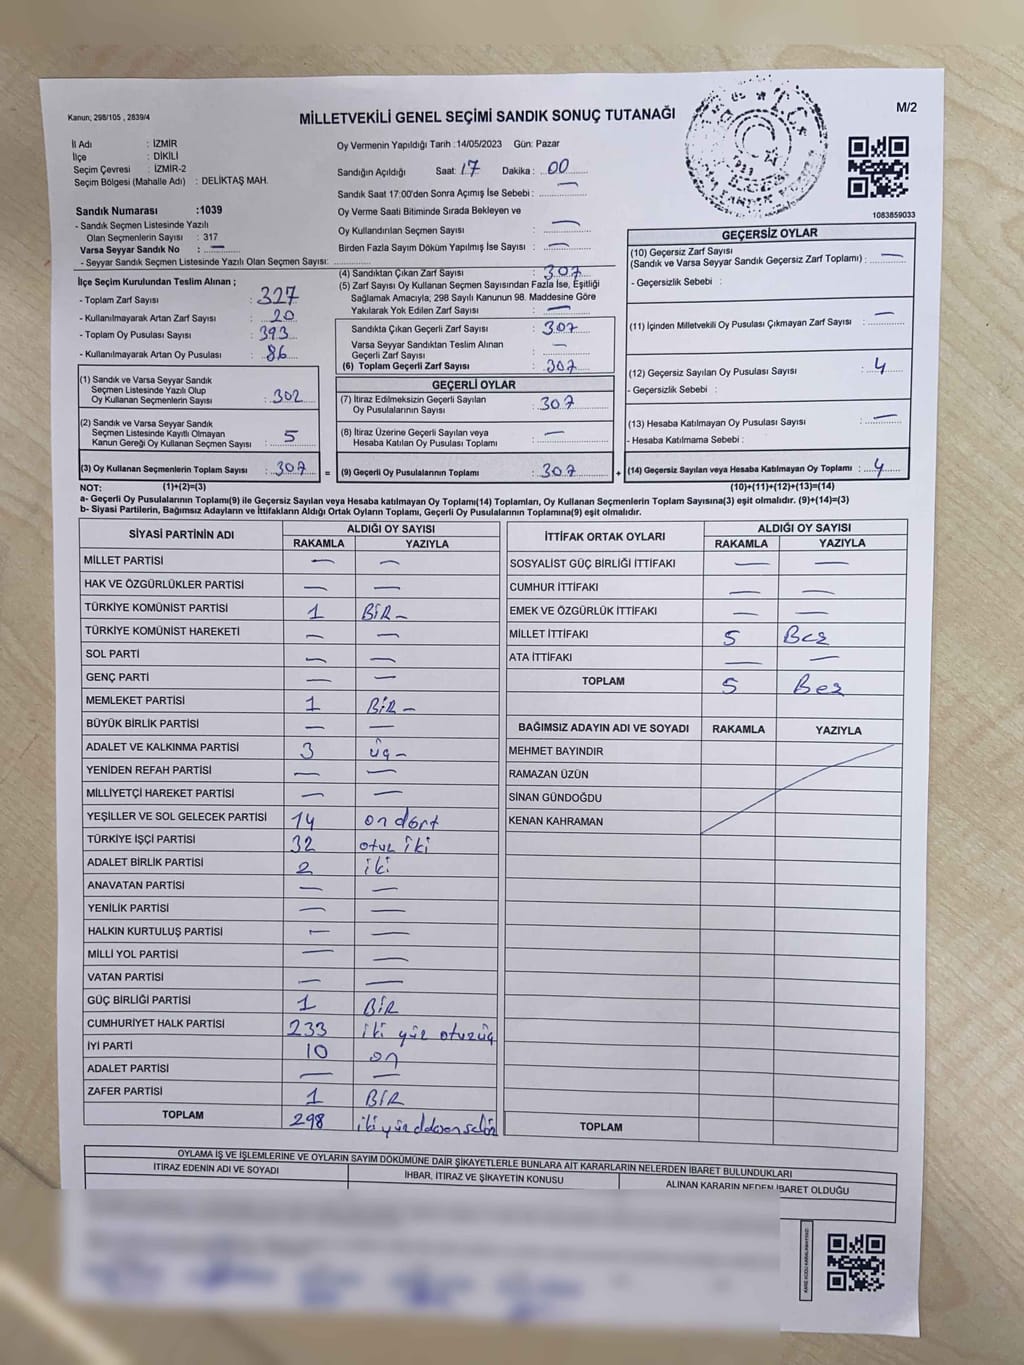 Kanun; 298/105 , 2839/4
MİLLETVEKİLİ GENEL SEÇİMİ SANDIK SONUÇ TUTANAĞI
M/2
İl Adı : İZMİR
İlçe : DİKİLİ
Seçim Çevresi : İZMİR-2
Seçim Bölgesi (Mahalle Adı) : DELİKTAŞ MAH.
Oy Vermenin Yapıldığı Tarih : 14/05/2023 Gün: Pazar
Sandığın Açıldığı Saat: 17 Dakika: 00
Sandık Saat 17:00'den Sonra Açımış İse Sebebi : —
1083859033
Sandık Numarası :1039
- Sandık Seçmen Listesinde Yazılı
Olan Seçmenlerin Sayısı : 317
Varsa Seyyar Sandık No : —
- Seyyar Sandık Seçmen Listesinde Yazılı Olan Seçmen Sayısı:
Oy Verme Saati Bitiminde Sırada Bekleyen ve
Oy Kullandırılan Seçmen Sayısı : —
Birden Fazla Sayım Döküm Yapılmış İse Sayısı : —
İlçe Seçim Kurulundan Teslim Alınan ;
- Toplam Zarf Sayısı : 327
- Kullanılmayarak Artan Zarf Sayısı : 20
- Toplam Oy Pusulası Sayısı : 393
- Kullanılmayarak Artan Oy Pusulası : 86
(1) Sandık ve Varsa Seyyar Sandık
Seçmen Listesinde Yazılı Olup
Oy Kullanan Seçmenlerin Sayısı : 302
(2) Sandık ve Varsa Seyyar Sandık
Seçmen Listesinde Kayıtlı Olmayan
Kanun Gereği Oy Kullanan Seçmen Sayısı : 5
(3) Oy Kullanan Seçmenlerin Toplam Sayısı : 307 =
(4) Sandıktan Çıkan Zarf Sayısı : 307
(5) Zarf Sayısı Oy Kullanan Seçmen Sayısından Fazla İse, Eşitliği
Sağlamak Amacıyla; 298 Sayılı Kanunun 98. Maddesine Göre
Yakılarak Yok Edilen Zarf Sayısı : —
Sandıkta Çıkan Geçerli Zarf Sayısı : 307
Varsa Seyyar Sandıktan Teslim Alınan
Geçerli Zarf Sayısı : —
(6) Toplam Geçerli Zarf Sayısı : 307
GEÇERLİ OYLAR
(7) İtiraz Edilmeksizin Geçerli Sayılan
Oy Pusulalarının Sayısı : 307
(8) İtiraz Üzerine Geçerli Sayılan veya
Hesaba Katılan Oy Pusulası Toplamı : —
(9) Geçerli Oy Pusulalarının Toplamı : 307 +
GEÇERSİZ OYLAR
(10) Geçersiz Zarf Sayısı
(Sandık ve Varsa Seyyar Sandık Geçersiz Zarf Toplamı) : —
- Geçersizlik Sebebi :
(11) İçinden Milletvekili Oy Pusulası Çıkmayan Zarf Sayısı : —
(12) Geçersiz Sayılan Oy Pusulası Sayısı : 4
- Geçersizlik Sebebi :
(13) Hesaba Katılmayan Oy Pusulası Sayısı : —
- Hesaba Katılmama Sebebi :
(14) Geçersiz Sayılan veya Hesaba Katılmayan Oy Toplamı : 4
NOT: (1)+(2)=(3) (10)+(11)+(12)+(13)=(14)
a- Geçerli Oy Pusulalarının Toplamı(9) ile Geçersiz Sayılan veya Hesaba katılmayan Oy Toplamı(14) Toplamları, Oy Kullanan Seçmenlerin Toplam Sayısına(3) eşit olmalıdır. (9)+(14)=(3)
b- Siyasi Partilerin, Bağımsız Adayların ve İttifakların Aldığı Ortak Oyların Toplamı, Geçerli Oy Pusulalarının Toplamına(9) eşit olmalıdır.
SİYASİ PARTİNİN ADI ALDIĞI OY SAYISI
RAKAMLA YAZIYLA
MİLLET PARTİSİ — —
HAK VE ÖZGÜRLÜKLER PARTİSİ — —
TÜRKİYE KOMÜNİST PARTİSİ 1 BİR —
TÜRKİYE KOMÜNİST HAREKETİ — —
SOL PARTİ — —
GENÇ PARTİ — —
MEMLEKET PARTİSİ 1 BİR —
BÜYÜK BİRLİK PARTİSİ — —
ADALET VE KALKINMA PARTİSİ 3 üç —
YENİDEN REFAH PARTİSİ — —
MİLLİYETÇİ HAREKET PARTİSİ — —
YEŞİLLER VE SOL GELECEK PARTİSİ 14 on dört
TÜRKİYE İŞÇİ PARTİSİ 32 otuz iki
ADALET BİRLİK PARTİSİ 2 iki
ANAVATAN PARTİSİ — —
YENİLİK PARTİSİ — —
HALKIN KURTULUŞ PARTİSİ — —
MİLLİ YOL PARTİSİ — —
VATAN PARTİSİ — —
GÜÇ BİRLİĞİ PARTİSİ 1 BİR
CUMHURİYET HALK PARTİSİ 233 iki yüz otuzüç
İYİ PARTİ 10 on
ADALET PARTİSİ — —
ZAFER PARTİSİ 1 BİR
TOPLAM 298
İTTİFAK ORTAK OYLARI ALDIĞI OY SAYISI
RAKAMLA YAZIYLA
SOSYALİST GÜÇ BİRLİĞİ İTTİFAKI — —
CUMHUR İTTİFAKI — —
EMEK VE ÖZGÜRLÜK İTTİFAKI — —
MİLLET İTTİFAKI 5 Beş
ATA İTTİFAKI — —
TOPLAM 5 Beş
BAĞIMSIZ ADAYIN ADI VE SOYADI RAKAMLA YAZIYLA
MEHMET BAYINDIR
RAMAZAN ÜZÜN
SİNAN GÜNDOĞDU
KENAN KAHRAMAN
TOPLAM
OYLAMA İŞ VE İŞLEMLERİNE VE OYLARIN SAYIM DÖKÜMÜNE DAİR ŞİKAYETLERLE BUNLARA AİT KARARLARIN NELERDEN İBARET BULUNDUKLARI
İTİRAZ EDENİN ADI VE SOYADI İHBAR, İTİRAZ VE ŞİKAYETİN KONUSU ALINAN KARARIN NEDEN İBARET OLDUĞU